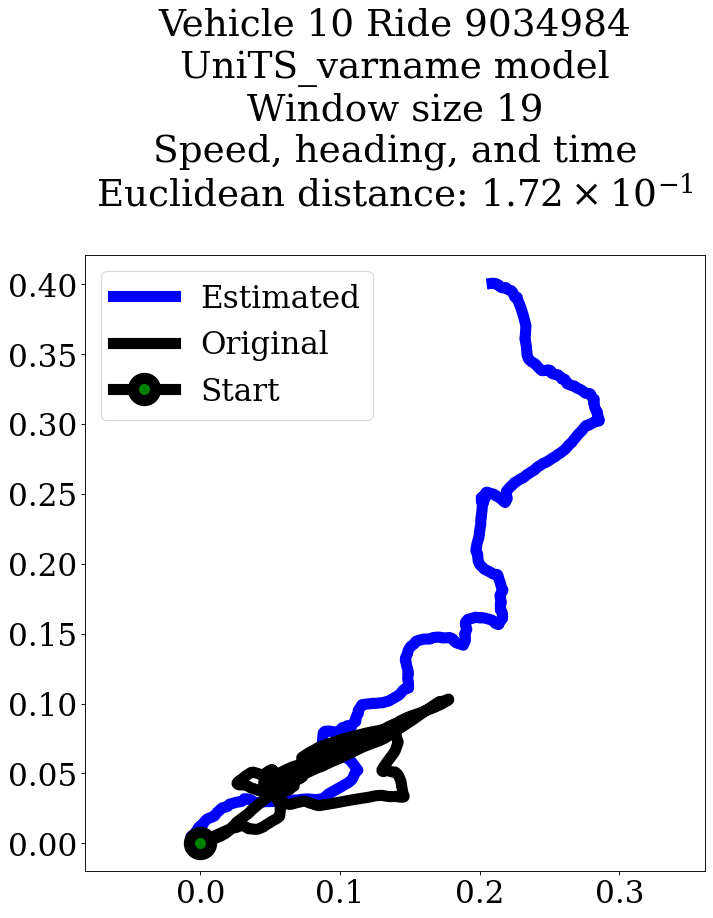 Vehicle 10 Ride 9034984
UniTS_varname model
Window size 19
Speed, heading, and time
Euclidean distance: 1.72 × 10⁻¹
Estimated
Original
Start
0.40
0.35
0.30
0.25
0.20
0.15
0.10
0.05
0.00
0.0 0.1 0.2 0.3